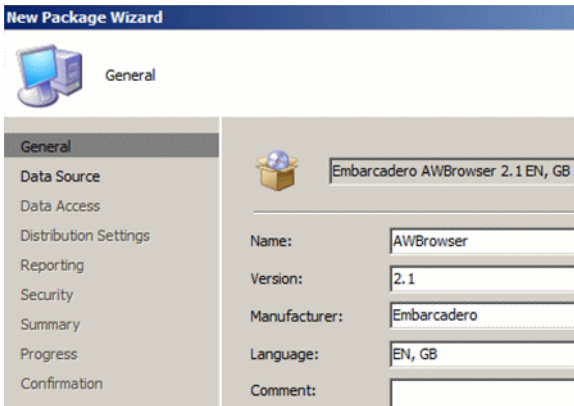 New Package Wizard
General
General
Data Source
Data Access
Distribution Settings
Reporting
Security
Summary
Progress
Confirmation
Embarcadero AWBrowser 2.1 EN, GB
Name: AWBrowser
Version: 2.1
Manufacturer: Embarcadero
Language: EN, GB
Comment: